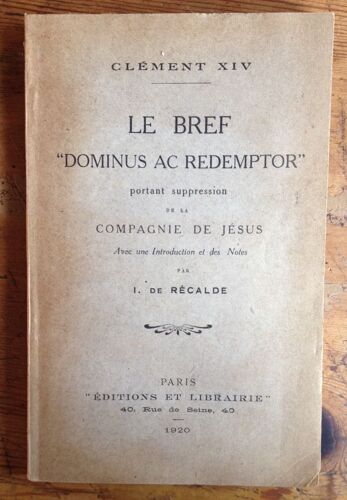 CLÉMENT XIV
LE BREF
"DOMINUS AC REDEMPTOR"
portant suppression
DE LA
COMPAGNIE DE JÉSUS
Avec une Introduction et des Notes
PAR
I. DE RÉCALDE
PARIS
"ÉDITIONS ET LIBRAIRIE"
40, Rue de Seine, 40
1920